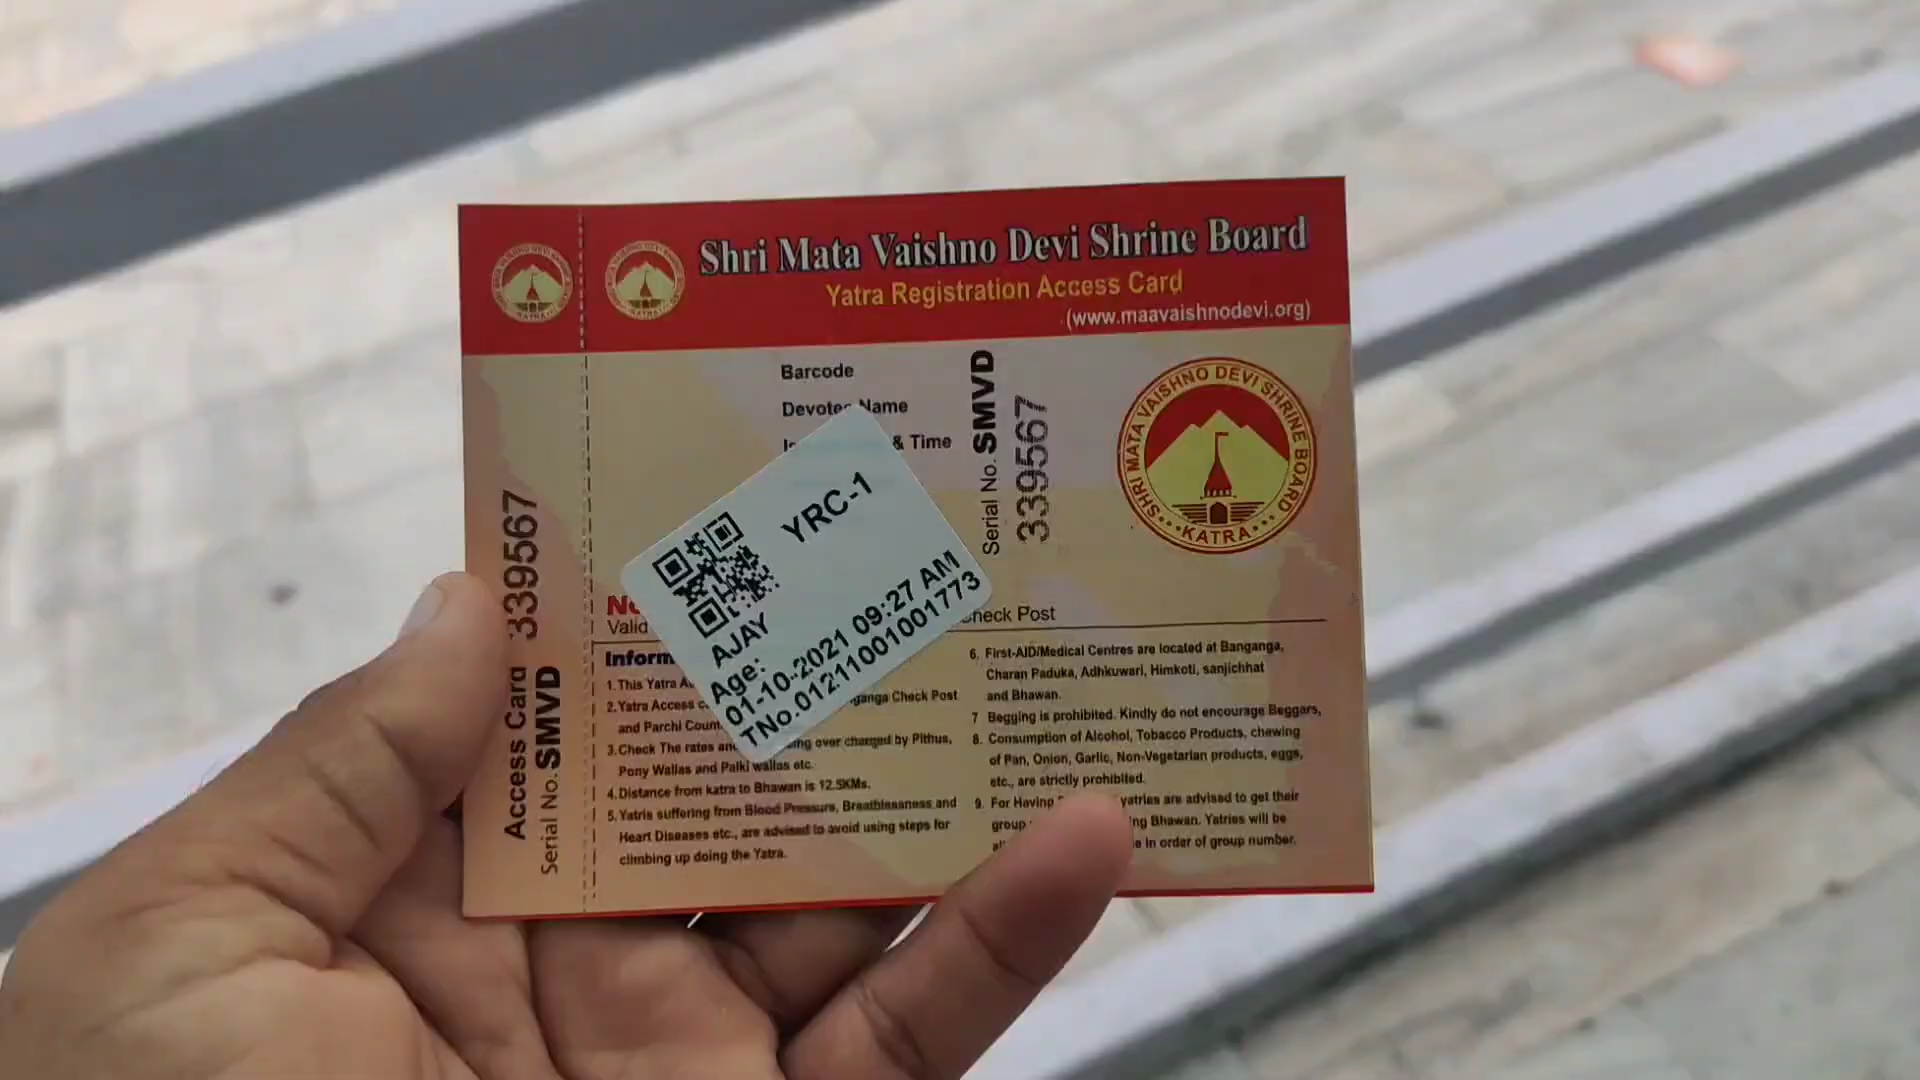 Shri Mata Vaishno Devi Shrine Board
Yatra Registration Access Card
(www.maavaishnodevi.org)
Access Card 339567
Serial No. SMVD
Barcode
Devotee Name
& Time
Serial No. SMVD
339567
SHRI MATA VAISHNO DEVI SHRINE BOARD
KATRA
YRC-1
AJAY
Age:
01-10-2021 09:27 AM
TNo.01211001001773
Valid
Check Post
Inform
1. This Yatra A
2. Yatra Access c
nganga Check Post
and Parchi Coun
3. Check The rates an
ing over charged by Pithus,
Pony Wallas and Palki wallas etc.
4. Distance from katra to Bhawan is 12.5KMs.
5. Yatris suffering from Blood Pressure, Breathlessness and
Heart Diseases etc., are advised to avoid using steps for
climbing up doing the Yatra.
6. First-AID/Medical Centres are located at Banganga,
Charan Paduka, Adhkuwari, Himkoti, sanjichhat
and Bhawan.
7 Begging is prohibited. Kindly do not encourage Beggars,
8. Consumption of Alcohol, Tobacco Products, chewing
of Pan, Onion, Garlic, Non-Vegetarian products, eggs,
etc., are strictly prohibited.
9. For Having yatries are advised to get their
group
ng Bhawan. Yatries will be
in order of group number.